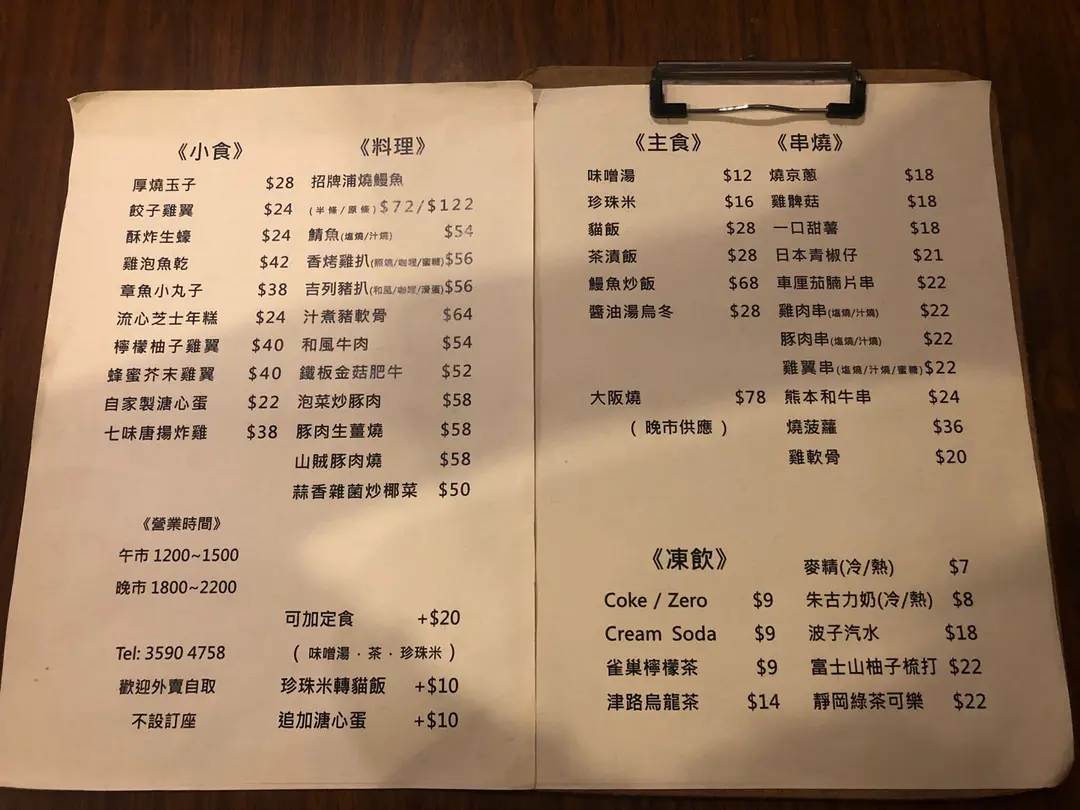 《小食》
厚燒玉子 $28
餃子雞翼 $24
酥炸生蠔 $24
雞泡魚乾 $42
章魚小丸子 $38
流心芝士年糕 $24
檸檬柚子雞翼 $40
蜂蜜芥末雞翼 $40
自家製溏心蛋 $22
七味唐揚炸雞 $38
《料理》
招牌浦燒鰻魚
(半條/原條) $72/$122
鯖魚(塩燒/汁燒) $54
香烤雞扒(照燒/咖喱/蜜糖) $56
吉列豬扒(和風/咖喱/滑蛋) $56
汁煮豬軟骨 $64
和風牛肉 $54
鐵板金菇肥牛 $52
泡菜炒豚肉 $58
豚肉生薑燒 $58
山賊豚肉燒 $58
蒜香雜菌炒椰菜 $50
《營業時間》
午市 1200~1500
晚市 1800~2200
Tel: 3590 4758
歡迎外賣自取
不設訂座
可加定食 +$20
( 味噌湯．茶．珍珠米 )
珍珠米轉貓飯 +$10
追加溏心蛋 +$10
《主食》
味噌湯 $12
珍珠米 $16
貓飯 $28
茶漬飯 $28
鰻魚炒飯 $68
醬油湯烏冬 $28
大阪燒 $78
( 晚市供應 )
《串燒》
燒京蔥 $18
雞髀菇 $18
一口甜薯 $18
日本青椒仔 $21
車厘茄腩片串 $22
雞肉串(塩燒/汁燒) $22
豚肉串(塩燒/汁燒) $22
雞翼串(塩燒/汁燒/蜜糖) $22
熊本和牛串 $24
燒菠蘿 $36
雞軟骨 $20
《凍飲》
Coke / Zero $9
Cream Soda $9
雀巢檸檬茶 $9
津路烏龍茶 $14
麥精(冷/熱) $7
朱古力奶(冷/熱) $8
波子汽水 $18
富士山柚子梳打 $22
靜岡綠茶可樂 $22